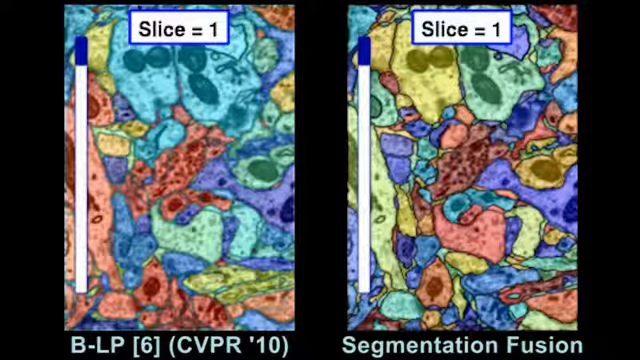 Slice = 1
Slice = 1
B-LP [6] (CVPR '10)
Segmentation Fusion